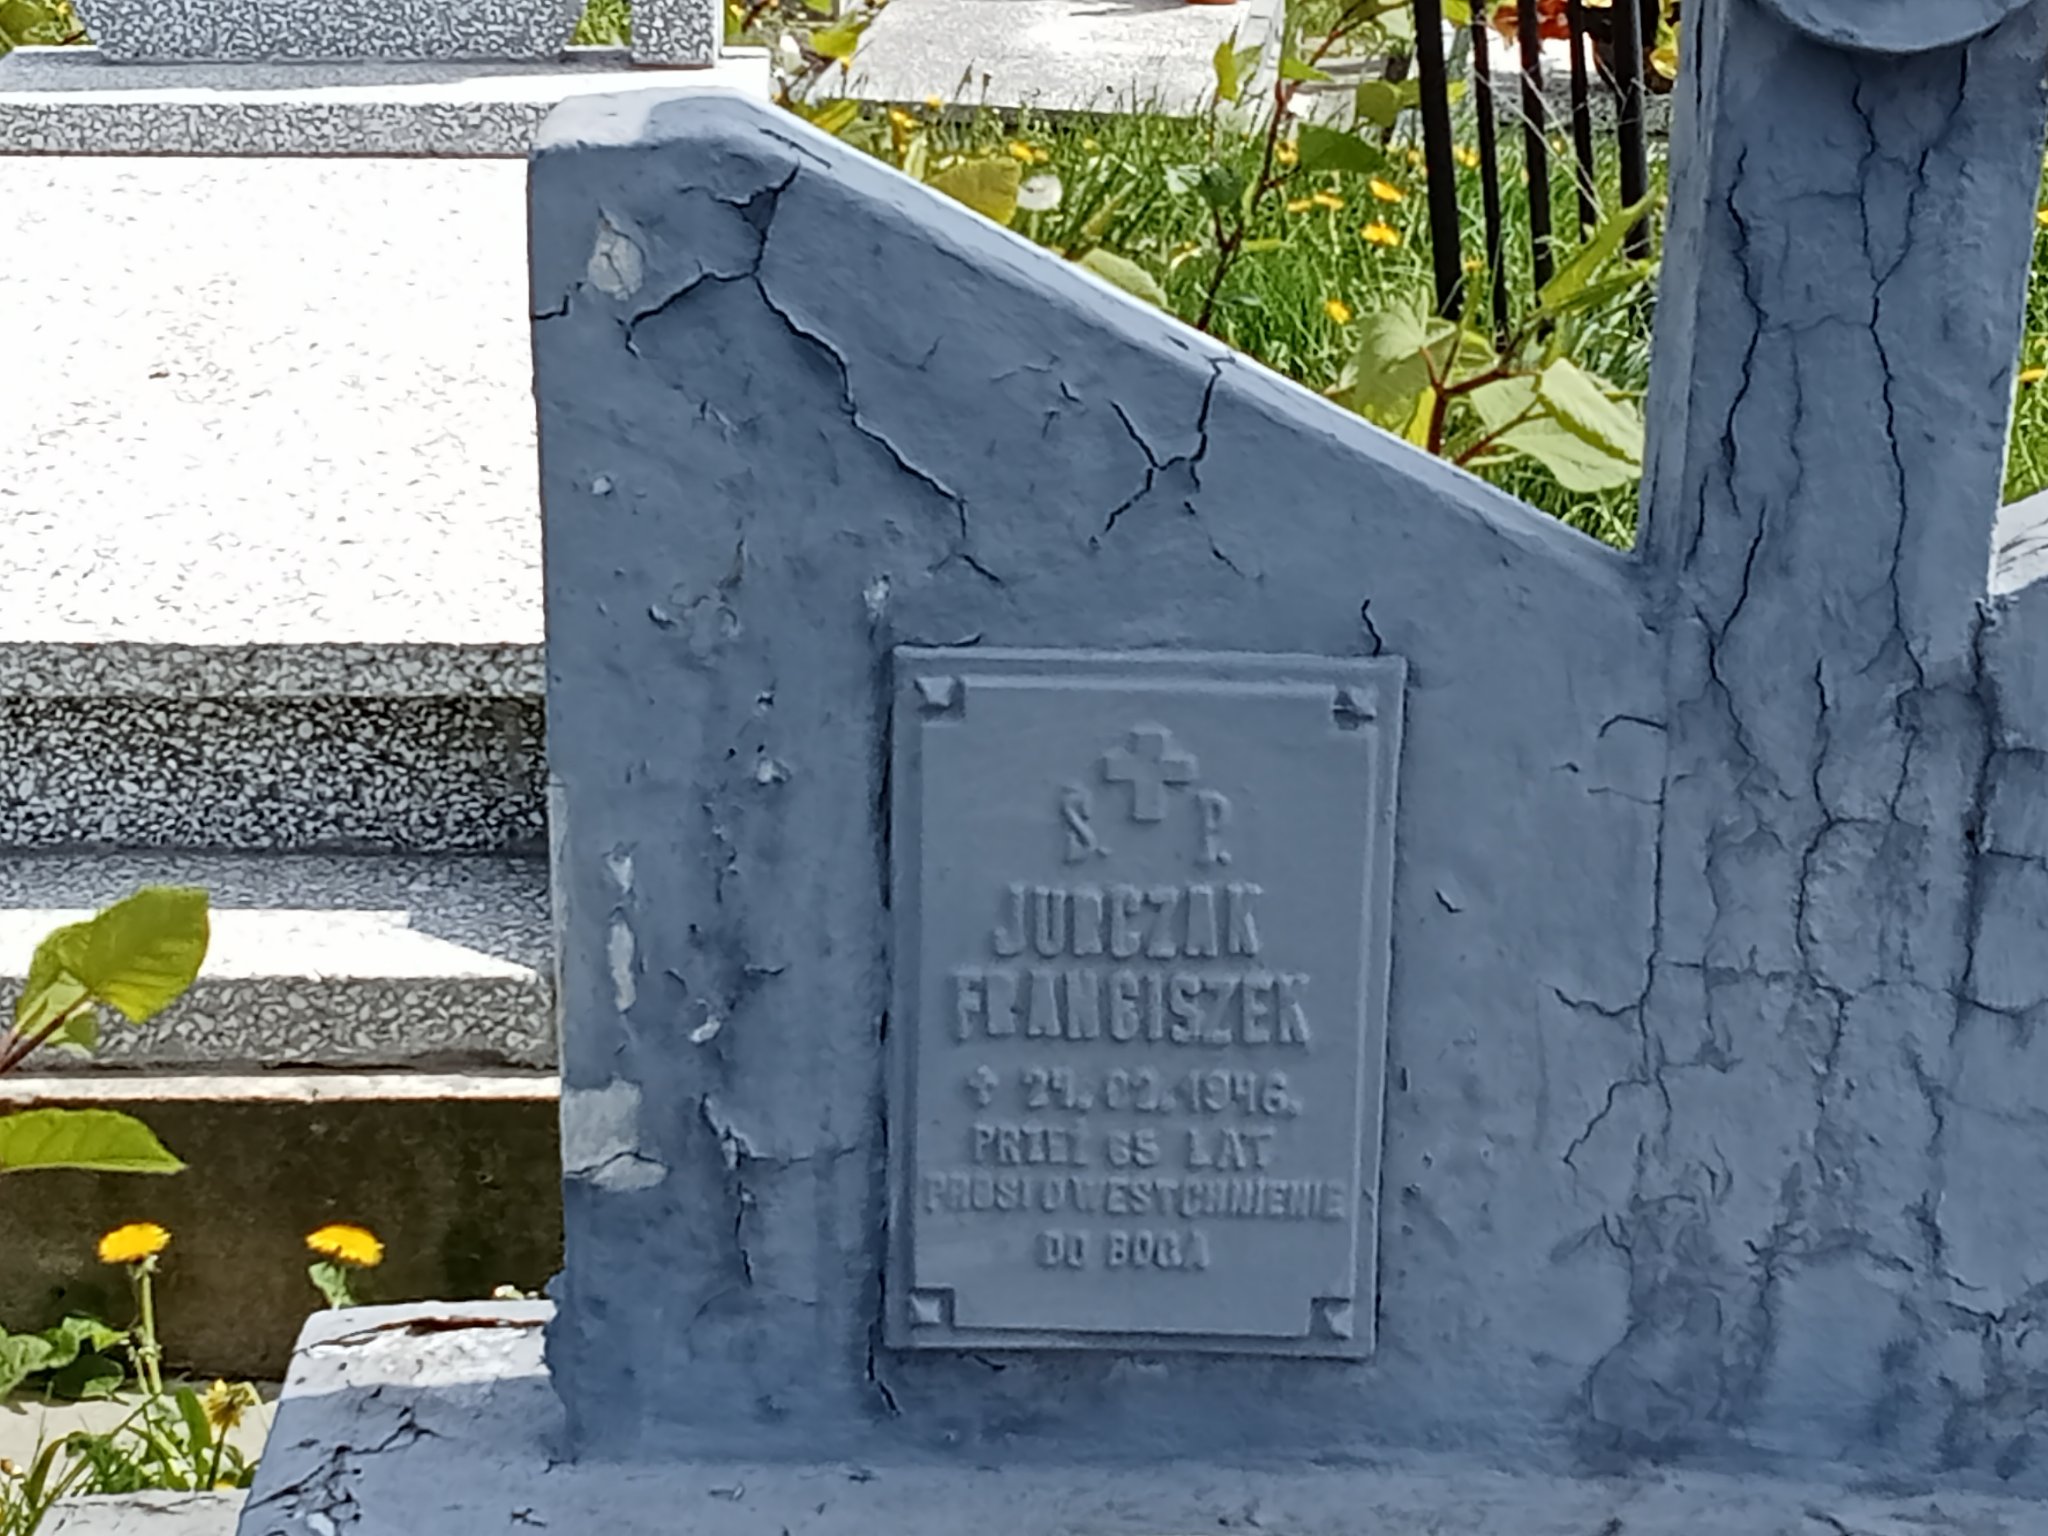 Ś. P.
JURCZAK
FRANCISZEK
✝ 24.02.1946.
PRZEŻ 65 LAT
PROSI O WESTCHNIENIE
DO BOGA